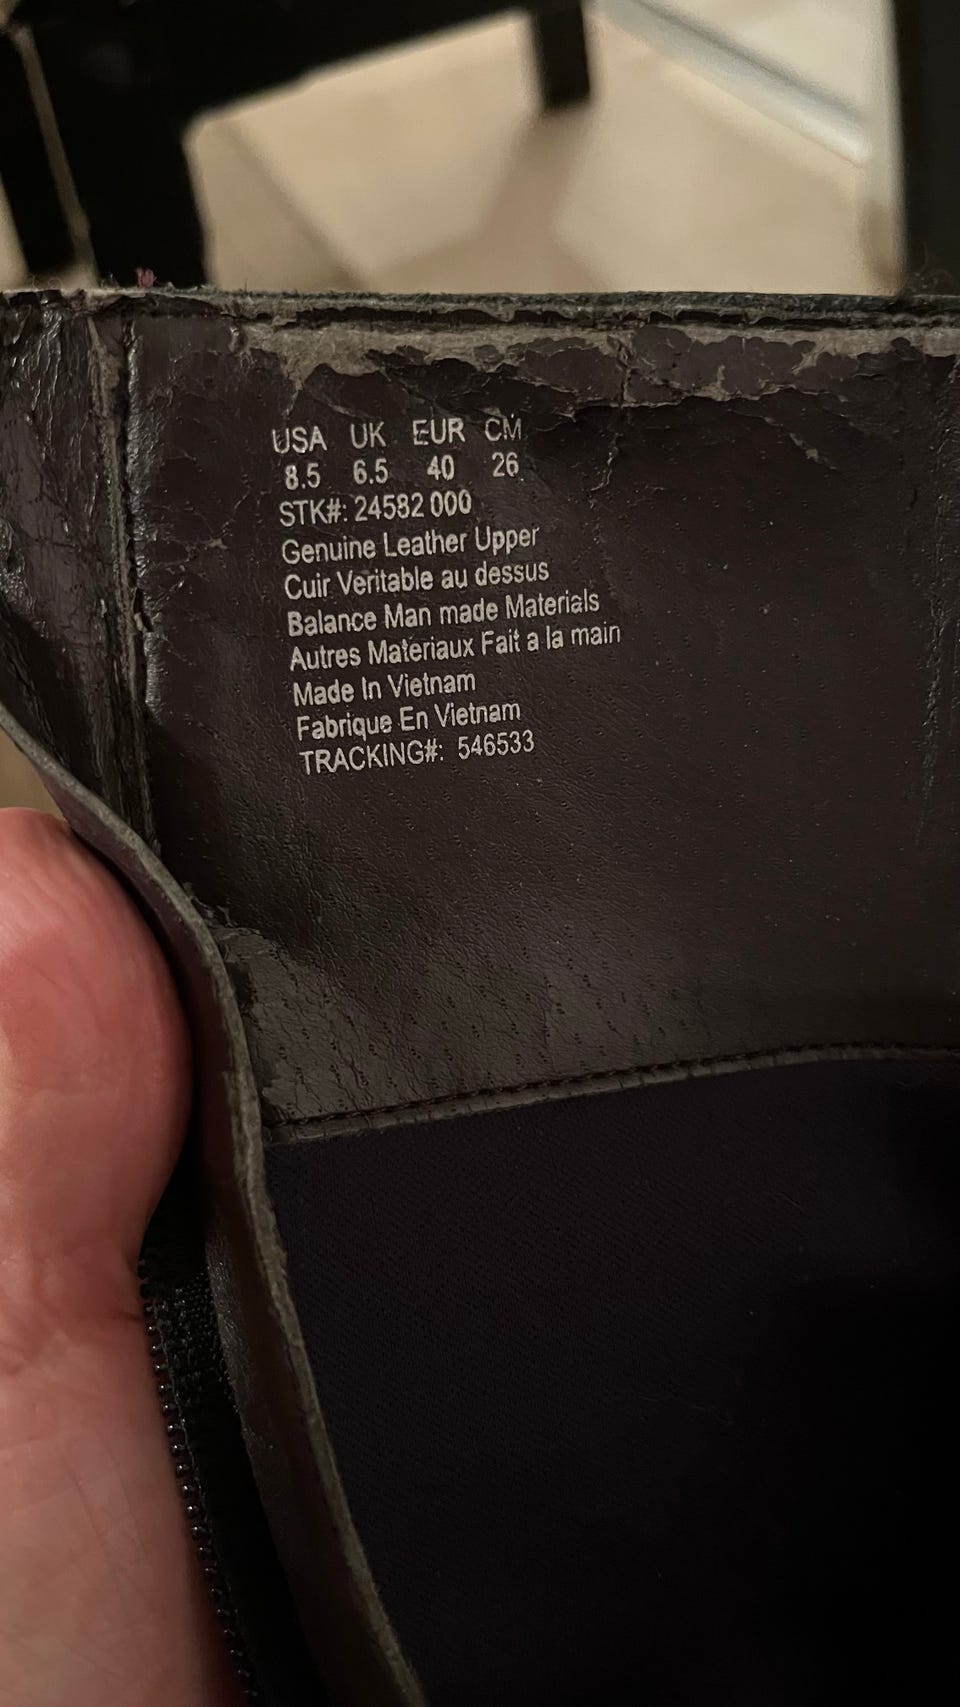 USA UK EUR CM
8.5 6.5 40 26
STK#: 24582 000
Genuine Leather Upper
Cuir Veritable au dessus
Balance Man made Materials
Autres Materiaux Fait a la main
Made In Vietnam
Fabrique En Vietnam
TRACKING#: 546533